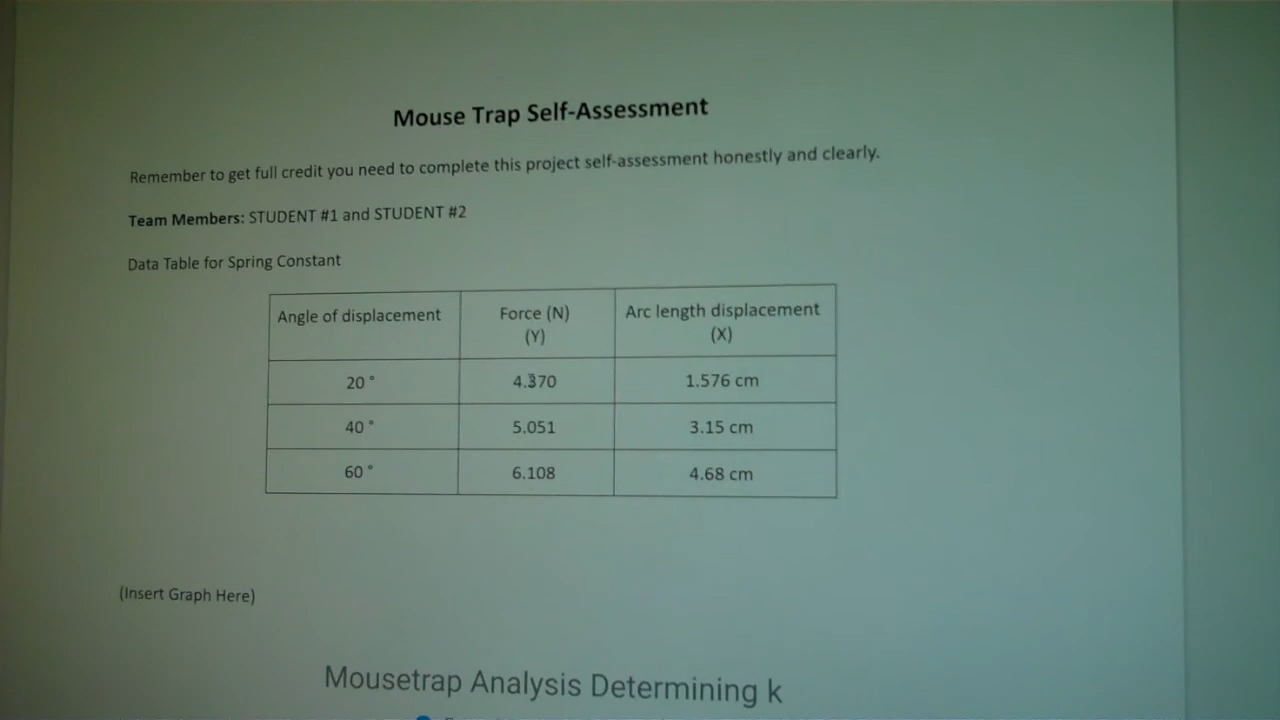 Mouse Trap Self-Assessment
Remember to get full credit you need to complete this project self-assessment honestly and clearly.
Team Members: STUDENT #1 and STUDENT #2
Data Table for Spring Constant
Angle of displacement Force (N) (Y) Arc length displacement (X)
20 ° 4.370 1.576 cm
40 ° 5.051 3.15 cm
60 ° 6.108 4.68 cm
(Insert Graph Here)
Mousetrap Analysis Determining k